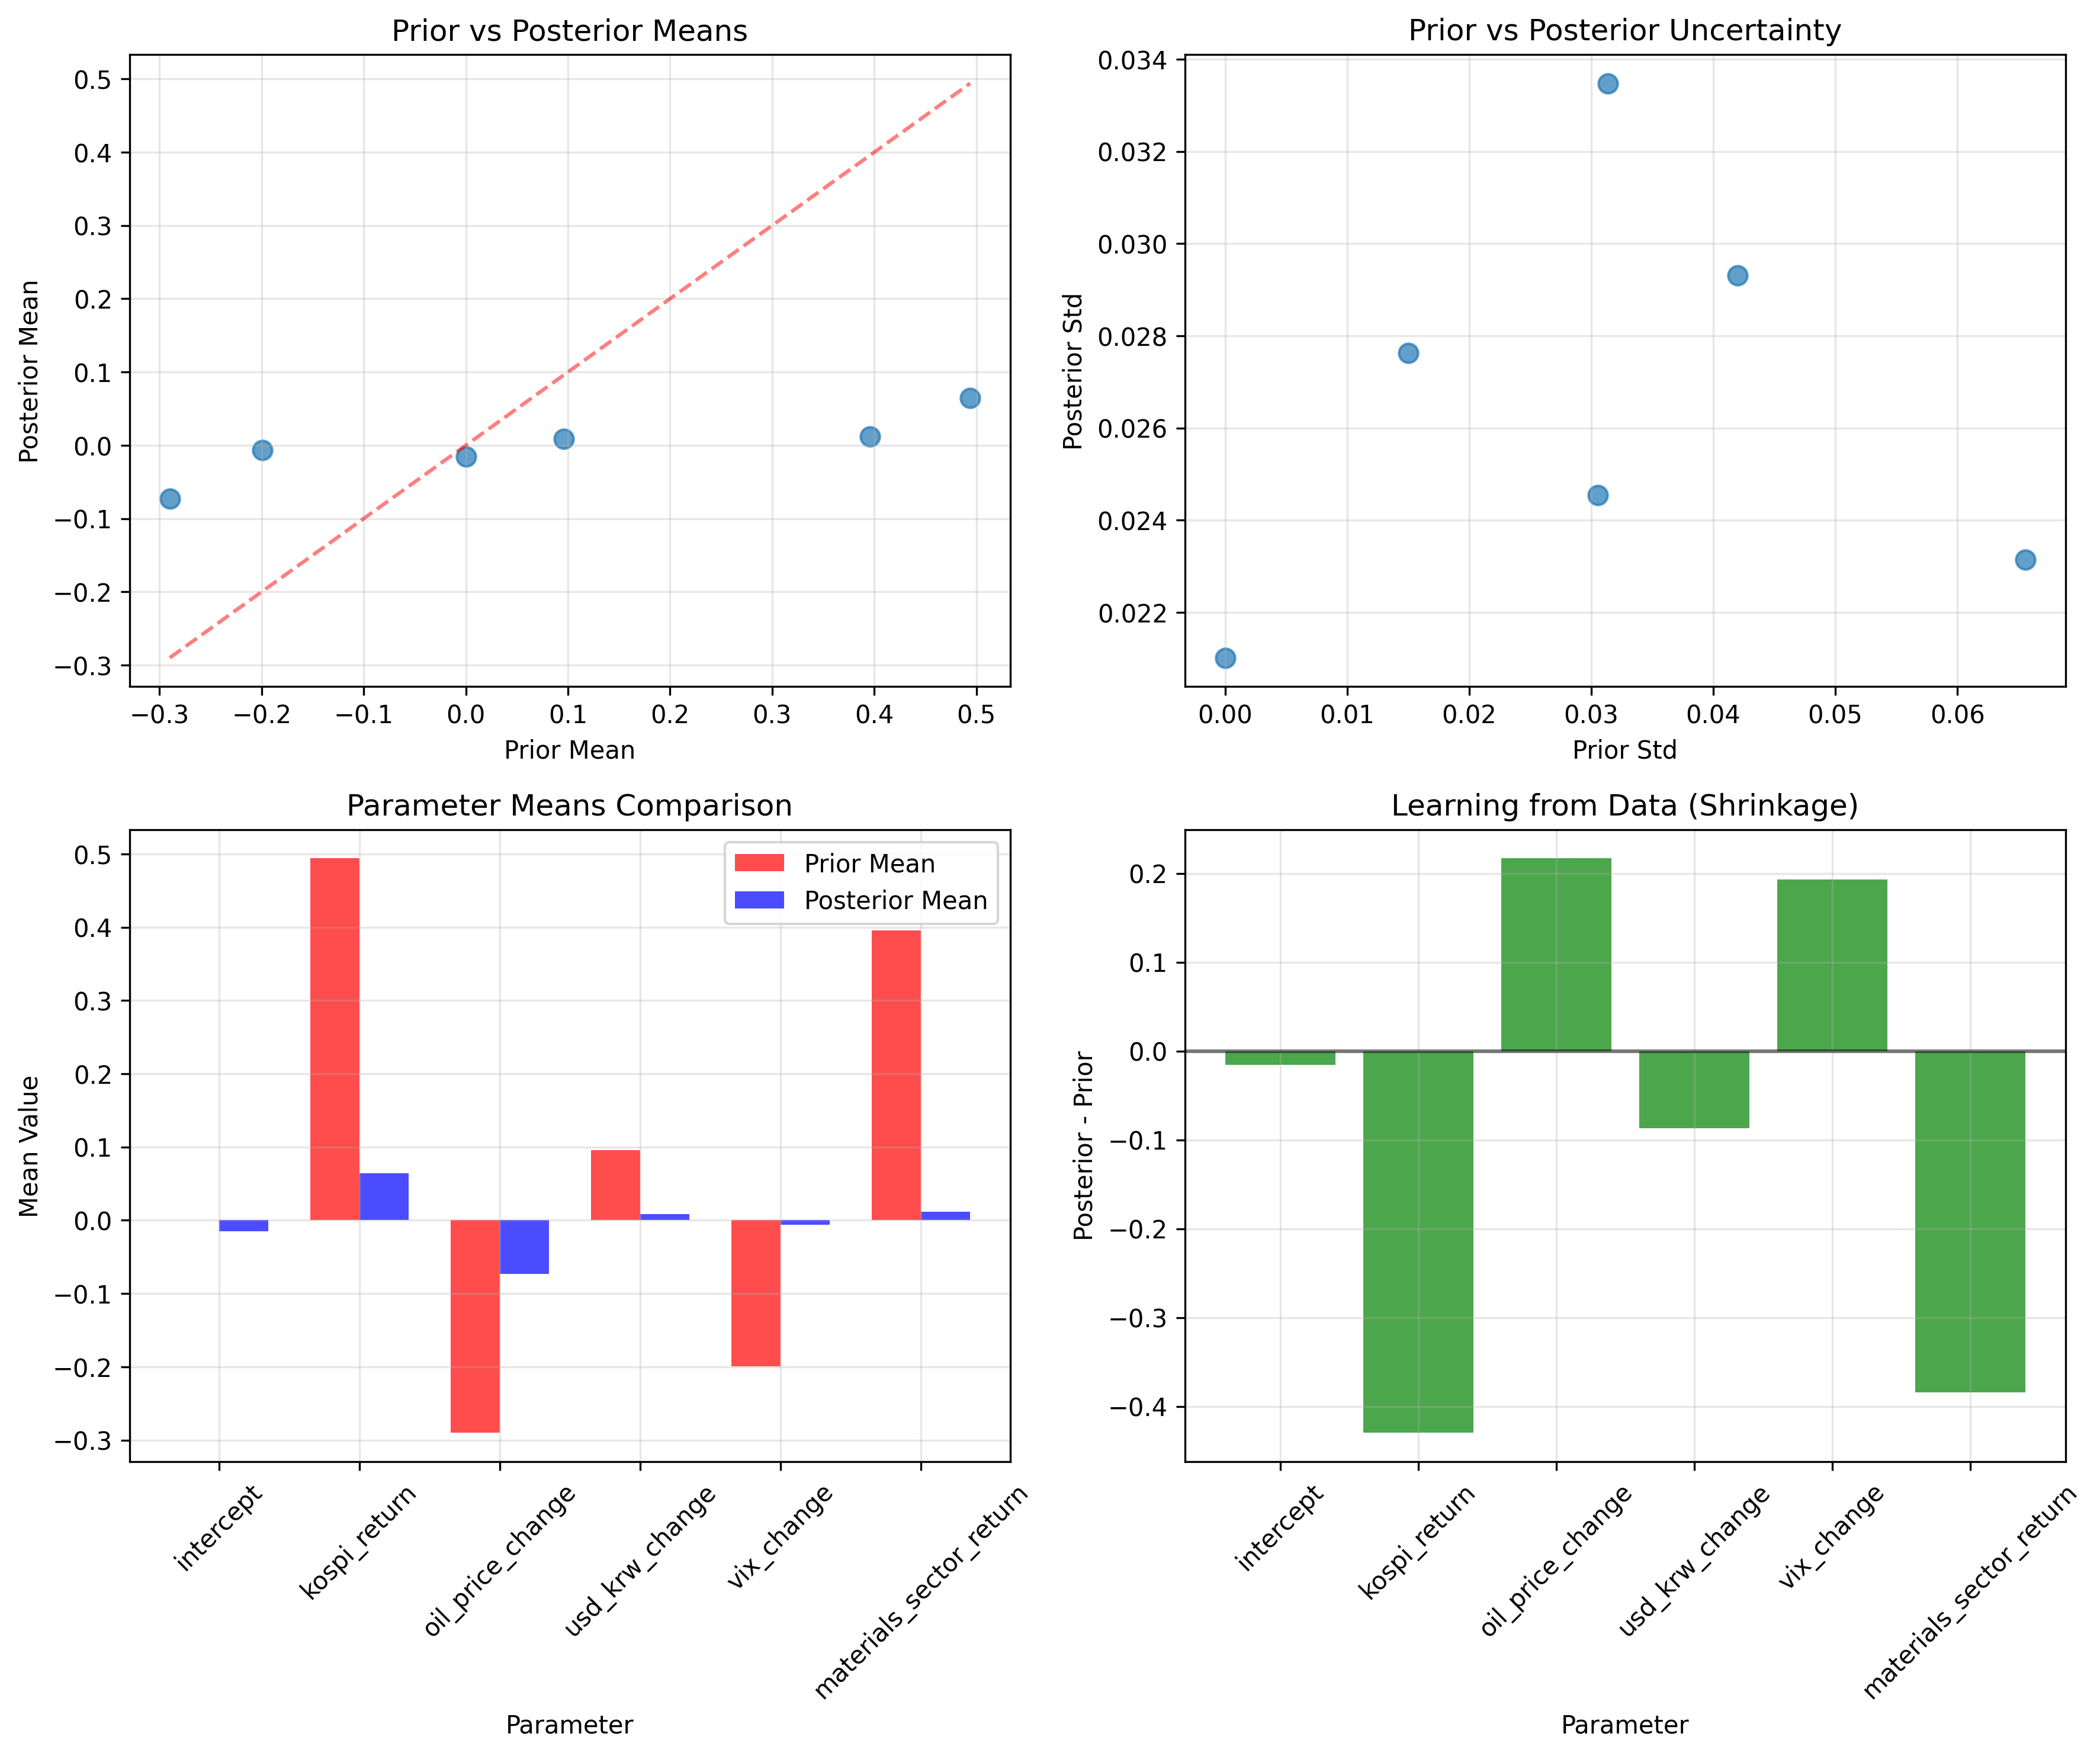 Prior vs Posterior Means
0.5
0.4
0.3
0.2
0.1
0.0
−0.1
−0.2
−0.3
Posterior Mean
−0.3 −0.2 −0.1 0.0 0.1 0.2 0.3 0.4 0.5
Prior Mean
Prior vs Posterior Uncertainty
0.034
0.032
0.030
0.028
0.026
0.024
0.022
Posterior Std
0.00 0.01 0.02 0.03 0.04 0.05 0.06
Prior Std
Parameter Means Comparison
Prior Mean
Posterior Mean
0.5
0.4
0.3
0.2
0.1
0.0
−0.1
−0.2
−0.3
Mean Value
intercept
kospi_return
oil_price_change
usd_krw_change
vix_change
materials_sector_return
Parameter
Learning from Data (Shrinkage)
0.2
0.1
0.0
−0.1
−0.2
−0.3
−0.4
Posterior - Prior
intercept
kospi_return
oil_price_change
usd_krw_change
vix_change
materials_sector_return
Parameter